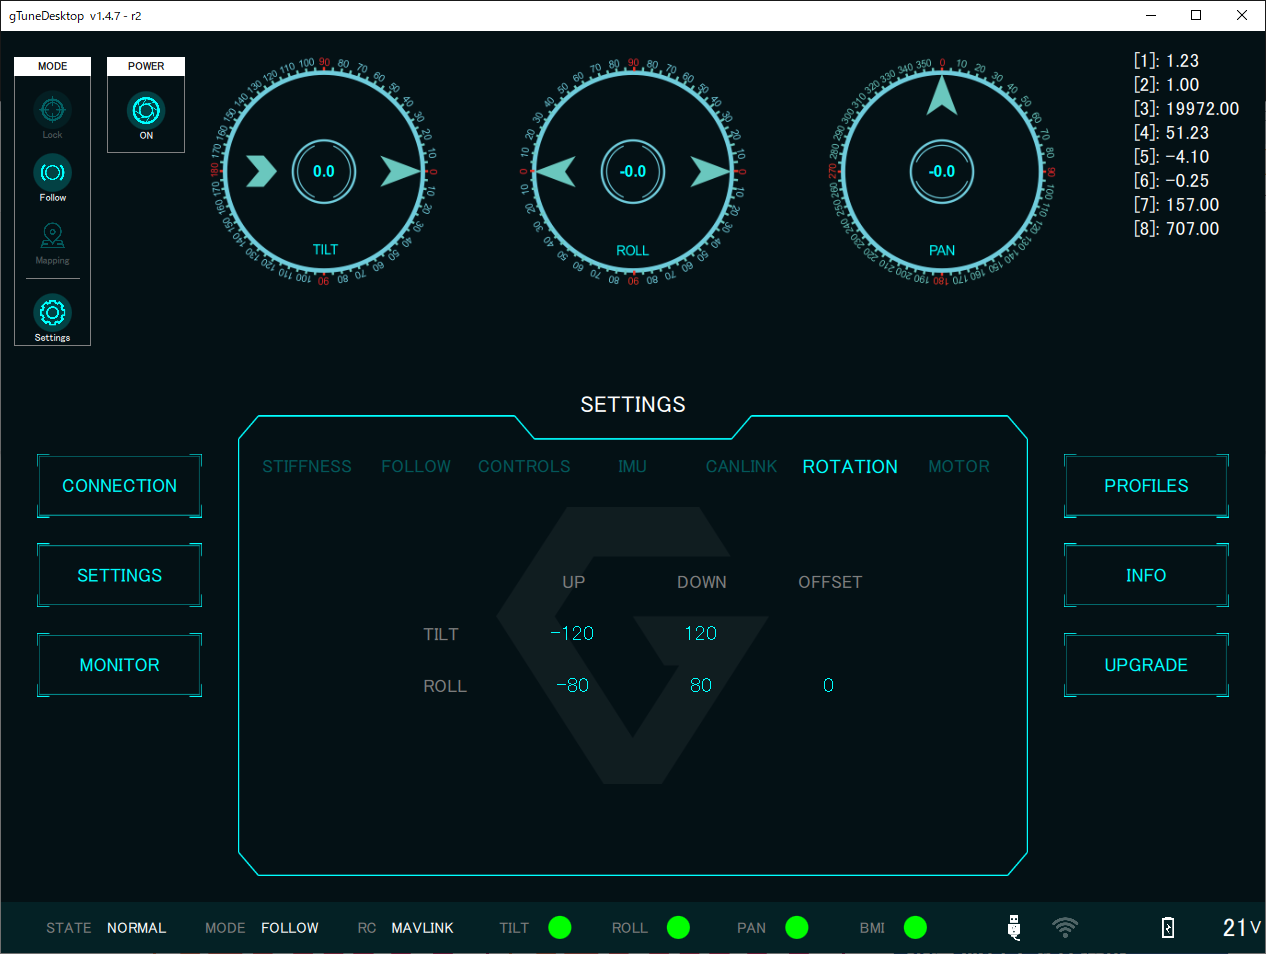 gTuneDesktop v1.4.7 - r2
MODE
Lock
Follow
Mapping
Settings
POWER
ON
0.0
TILT
-0.0
ROLL
-0.0
PAN
[1]: 1.23
[2]: 1.00
[3]: 19972.00
[4]: 51.23
[5]: -4.10
[6]: -0.25
[7]: 157.00
[8]: 707.00
SETTINGS
STIFFNESS FOLLOW CONTROLS IMU CANLINK ROTATION MOTOR
UP DOWN OFFSET
TILT -120 120
ROLL -80 80 0
CONNECTION
SETTINGS
MONITOR
PROFILES
INFO
UPGRADE
STATE NORMAL MODE FOLLOW RC MAVLINK TILT ROLL PAN BMI 21V